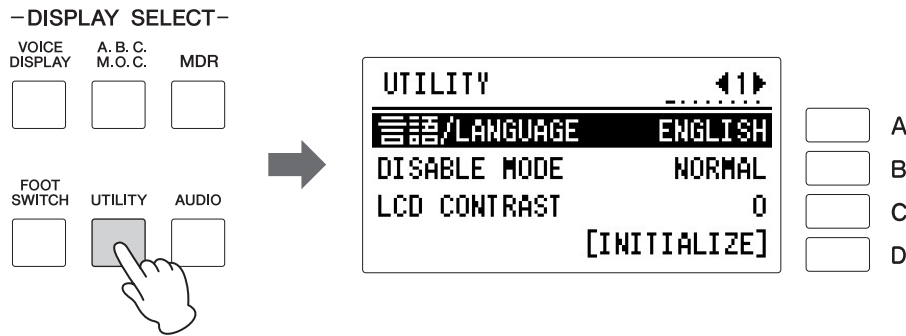 -DISPLAY SELECT-
VOICE DISPLAY
A. B. C. M. O. C.
MDR
FOOT SWITCH
UTILITY
AUDIO
UTILITY
1
言語/LANGUAGE ENGLISH
DISABLE MODE NORMAL
LCD CONTRAST 0
[INITIALIZE]
A
B
C
D